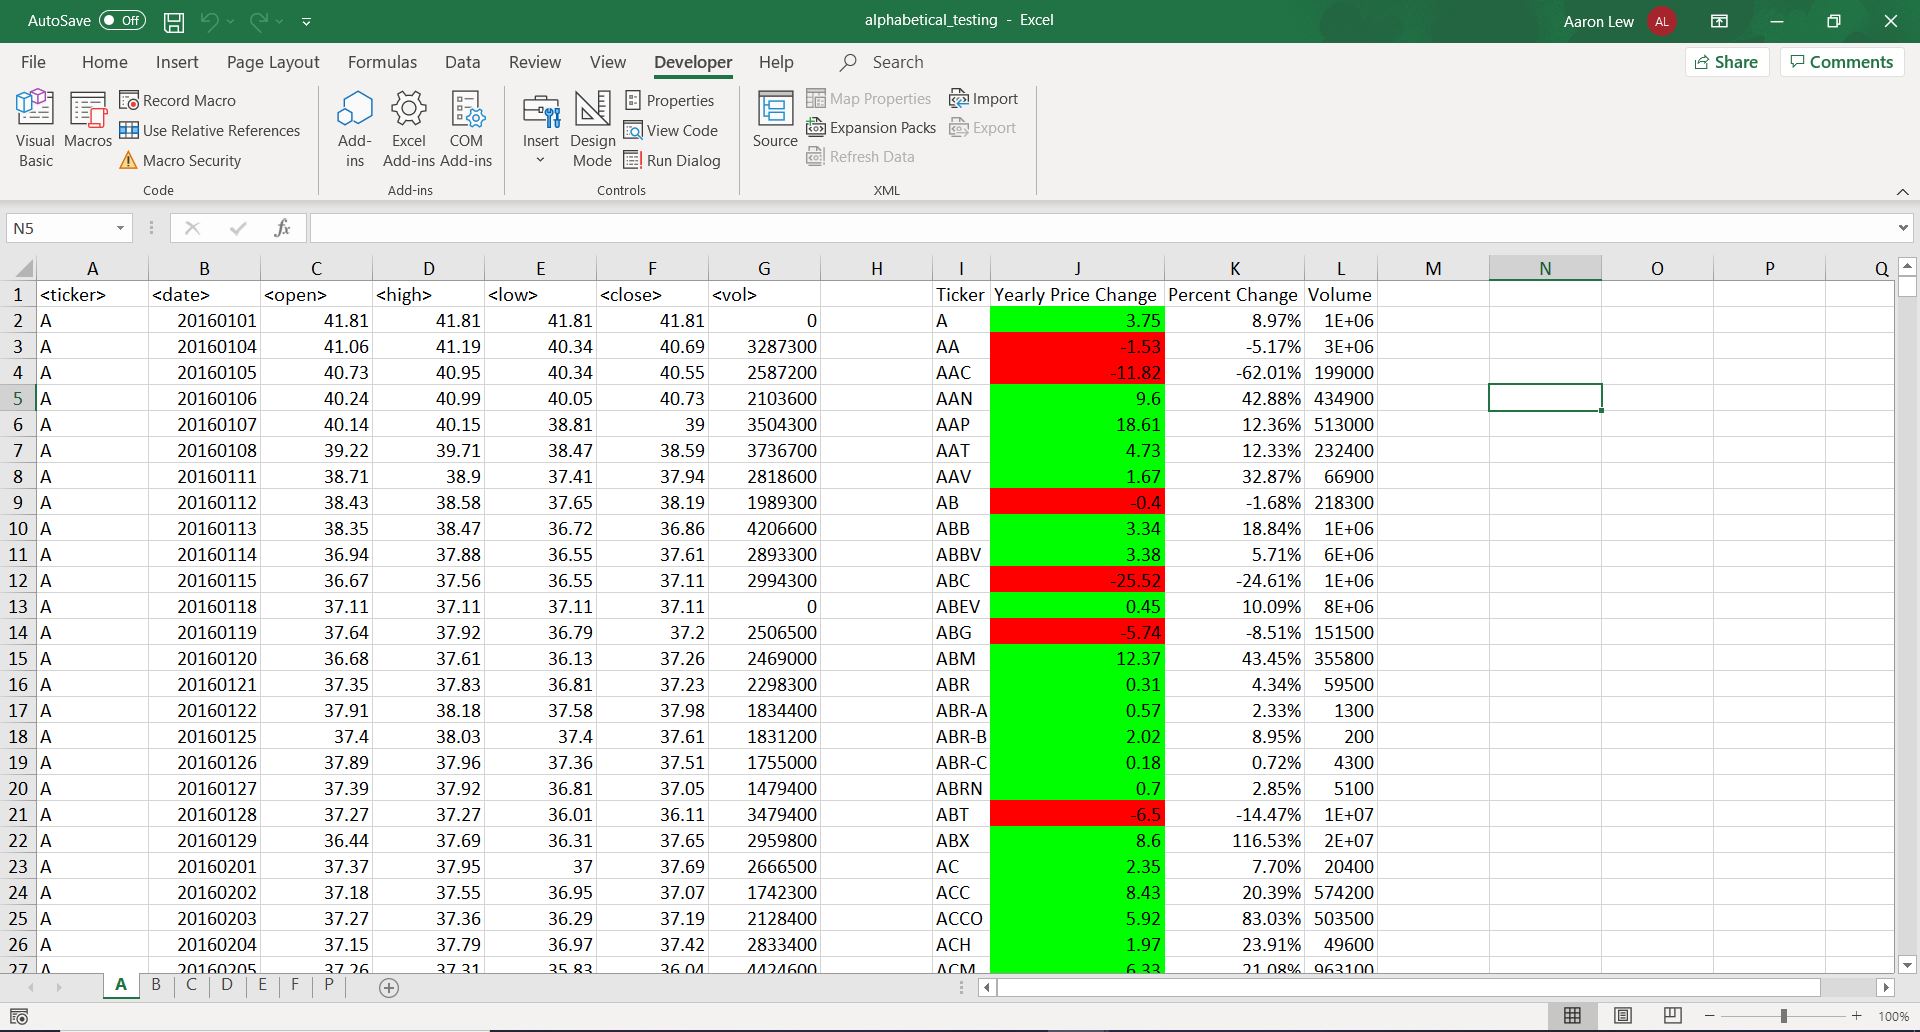 AutoSave Off alphabetical_testing - Excel Aaron Lew AL
File Home Insert Page Layout Formulas Data Review View Developer Help Search Share Comments
Visual Basic
Macros
Record Macro
Use Relative References
Macro Security
Code
Add-ins
Excel Add-ins
COM Add-ins
Add-ins
Insert
Design Mode
Properties
View Code
Run Dialog
Controls
Source
Map Properties
Expansion Packs
Refresh Data
Import
Export
XML
N5 fx
A B C D E F G H I J K L M N O P Q
1 <ticker> <date> <open> <high> <low> <close> <vol> Ticker Yearly Price Change Percent Change Volume
2 A 20160101 41.81 41.81 41.81 41.81 0 A 3.75 8.97% 1E+06
3 A 20160104 41.06 41.19 40.34 40.69 3287300 AA -1.53 -5.17% 3E+06
4 A 20160105 40.73 40.95 40.34 40.55 2587200 AAC -11.82 -62.01% 199000
5 A 20160106 40.24 40.99 40.05 40.73 2103600 AAN 9.6 42.88% 434900
6 A 20160107 40.14 40.15 38.81 39 3504300 AAP 18.61 12.36% 513000
7 A 20160108 39.22 39.71 38.47 38.59 3736700 AAT 4.73 12.33% 232400
8 A 20160111 38.71 38.9 37.41 37.94 2818600 AAV 1.67 32.87% 66900
9 A 20160112 38.43 38.58 37.65 38.19 1989300 AB -0.4 -1.68% 218300
10 A 20160113 38.35 38.47 36.72 36.86 4206600 ABB 3.34 18.84% 1E+06
11 A 20160114 36.94 37.88 36.55 37.61 2893300 ABBV 3.38 5.71% 6E+06
12 A 20160115 36.67 37.56 36.55 37.11 2994300 ABC -25.52 -24.61% 1E+06
13 A 20160118 37.11 37.11 37.11 37.11 0 ABEV 0.45 10.09% 8E+06
14 A 20160119 37.64 37.92 36.79 37.2 2506500 ABG -5.74 -8.51% 151500
15 A 20160120 36.68 37.61 36.13 37.26 2469000 ABM 12.37 43.45% 355800
16 A 20160121 37.35 37.83 36.81 37.23 2298300 ABR 0.31 4.34% 59500
17 A 20160122 37.91 38.18 37.58 37.98 1834400 ABR-A 0.57 2.33% 1300
18 A 20160125 37.4 38.03 37.4 37.61 1831200 ABR-B 2.02 8.95% 200
19 A 20160126 37.89 37.96 37.36 37.51 1755000 ABR-C 0.18 0.72% 4300
20 A 20160127 37.39 37.92 36.81 37.05 1479400 ABRN 0.7 2.85% 5100
21 A 20160128 37.27 37.27 36.01 36.11 3479400 ABT -6.5 -14.47% 1E+07
22 A 20160129 36.44 37.69 36.31 37.65 2959800 ABX 8.6 116.53% 2E+07
23 A 20160201 37.37 37.95 37 37.69 2666500 AC 2.35 7.70% 20400
24 A 20160202 37.18 37.55 36.95 37.07 1742300 ACC 8.43 20.39% 574200
25 A 20160203 37.27 37.36 36.29 37.19 2128400 ACCO 5.92 83.03% 503500
26 A 20160204 37.15 37.79 36.97 37.42 2833400 ACH 1.97 23.91% 49600
27 A 20160205 37.26 37.31 35.83 36.04 4424600 ACM 6.33 21.08% 963100
A B C D E F P
100%